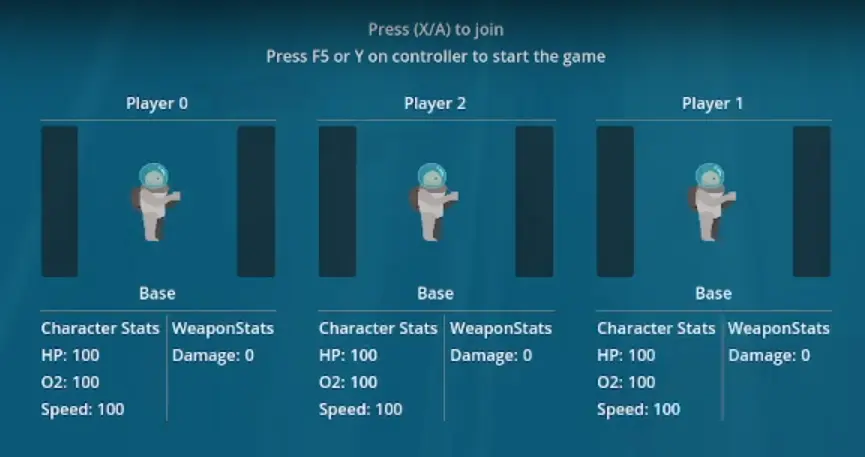 Press (X/A) to join
Press F5 or Y on controller to start the game
Player 0
Base
Character Stats
HP: 100
O2: 100
Speed: 100
WeaponStats
Damage: 0
Player 2
Base
Character Stats
HP: 100
O2: 100
Speed: 100
WeaponStats
Damage: 0
Player 1
Base
Character Stats
HP: 100
O2: 100
Speed: 100
WeaponStats
Damage: 0